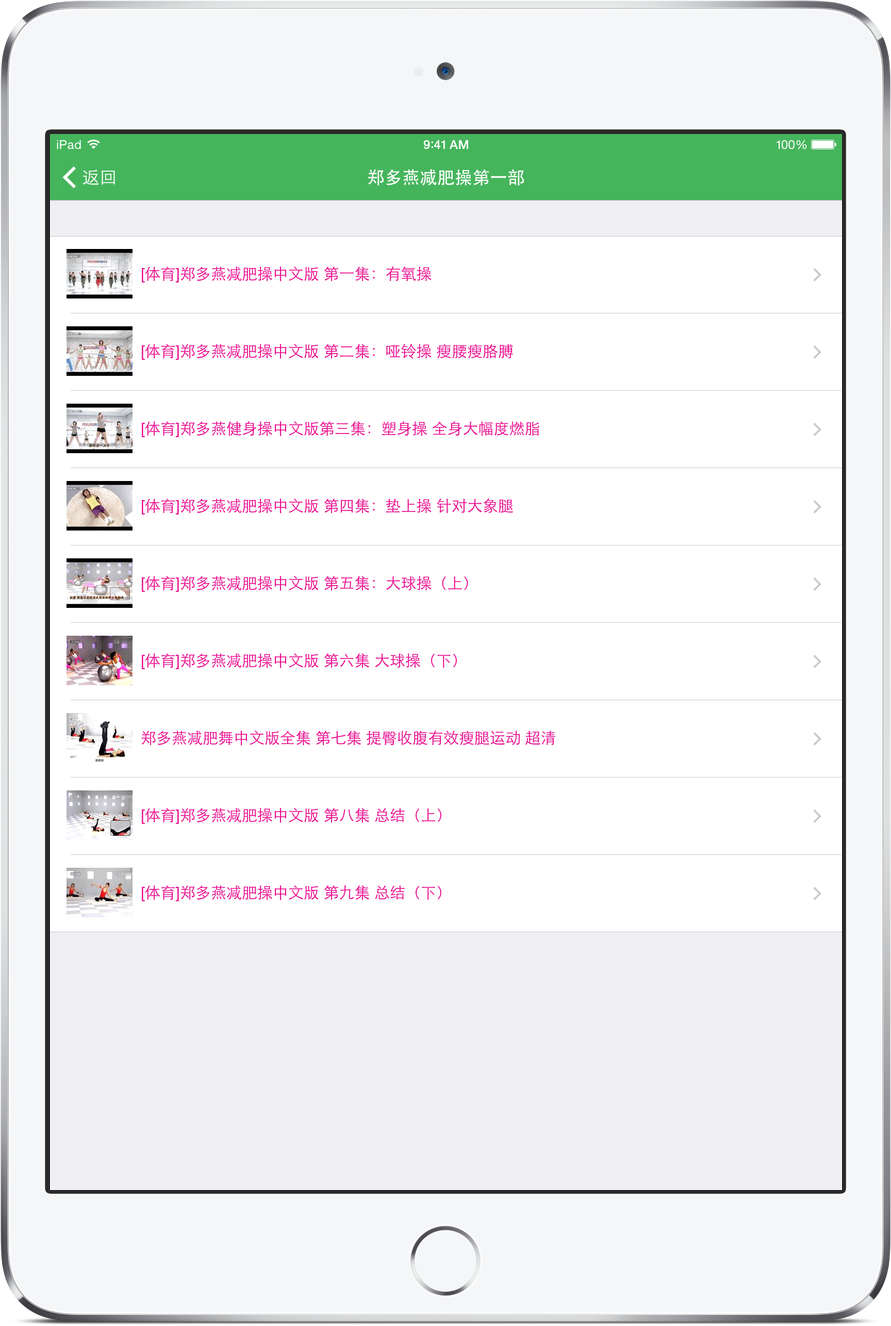 iPad 9:41 AM 100%
返回 郑多燕减肥操第一部
[体育]郑多燕减肥操中文版 第一集：有氧操
[体育]郑多燕减肥操中文版 第二集：哑铃操 瘦腰瘦胳膊
[体育]郑多燕健身操中文版第三集：塑身操 全身大幅度燃脂
[体育]郑多燕减肥操中文版 第四集：垫上操 针对大象腿
[体育]郑多燕减肥操中文版 第五集：大球操（上）
[体育]郑多燕减肥操中文版 第六集 大球操（下）
郑多燕减肥舞中文版全集 第七集 提臀收腹有效瘦腿运动 超清
[体育]郑多燕减肥操中文版 第八集 总结（上）
[体育]郑多燕减肥操中文版 第九集 总结（下）